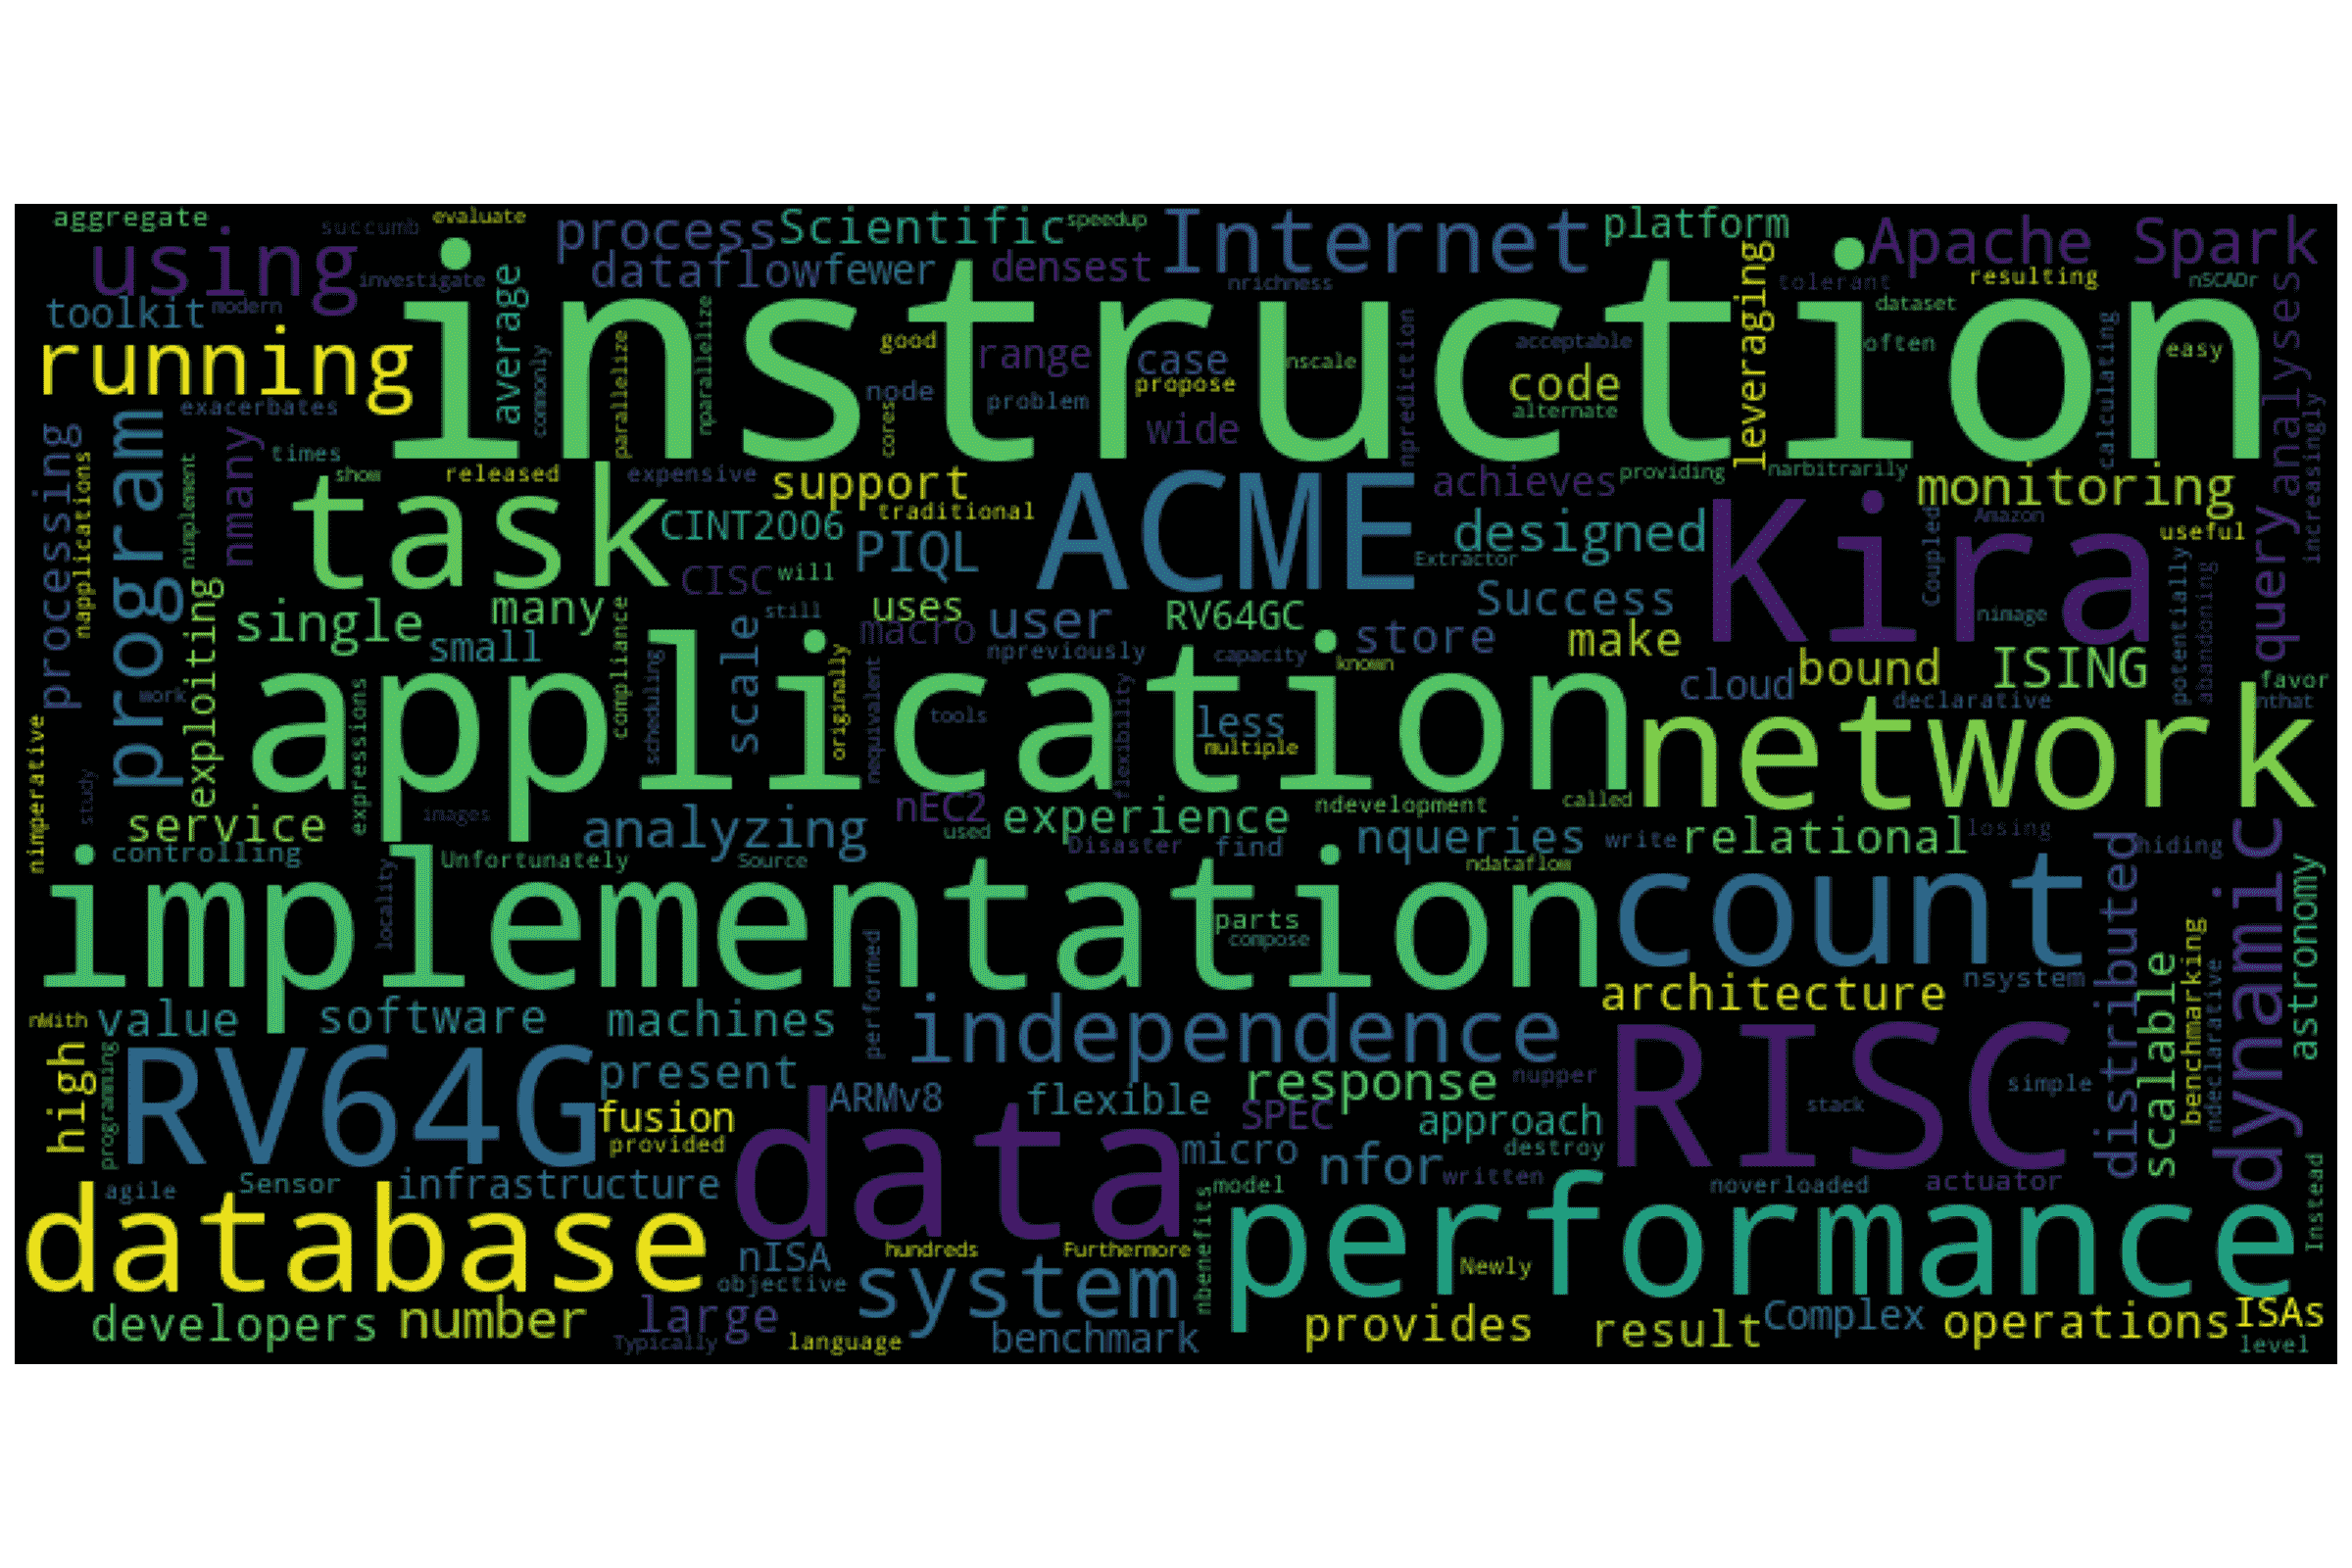 aggregate
succumb
evaluate
process
Scientific
speedup
Internet
platform
Apache Spark
using
investigate
dataflow
fewer
densest
nrichness
tolerant
resulting
nSCADr
toolkit
modern
average
instruction
leveraging
dataset
analyses
running
commonly
parallelize
nparallelize
good
range
case
nscale
nprediction
acceptable
often
calculating
easy
exacerbates
node
problem
propose
code
alternate
cores
wide
increasingly
processing
napplications
program
nimplement
nmany
times
show
released
expensive
support
traditional
achieves
providing
narbitrarily
monitoring
query
task
CINT2006
PIQL
ACME
designed
Extractor
Kira
Coupled
Amazon
useful
exploiting
CISC
will
single
many
small
compliance
scale
still
uses
macro
user
RV64GC
Success
store
make
nimage
potentially
abandoning
work
npreviously
capacity
known
cloud
bound
ISING
favor
nthat
declarative
nimperative
study
expressions
application
scheduling
originally
nequivalent
tools
flexibility
less
multiple
network
service
images
nEC2
used
experience
ndevelopment
called
controlling
Unfortunately
Source
analyzing
Disaster
find
nqueries
write
relational
losing
hiding
dynamic
locality
implementation
ndataflow
parts
compose
count
distributed
astronomy
nWith
value
software
machines
performed
independence
architecture
nsystem
scalable
benchmarking
ndeclarative
high
programming
RV64G
present
fusion
provided
ARMv8
flexible
response
nupper
SPEC
approach
RISC
stack
simple
agile
Sensor
infrastructure
data
micro
nfor
written
destroy
noverloaded
actuator
Instead
database
model
nbenefits
performance
nISA
objective
hundreds
Furthermore
system
Newly
developers
number
large
Typically
language
benchmark
provides
result
Complex
operations
ISAs
level